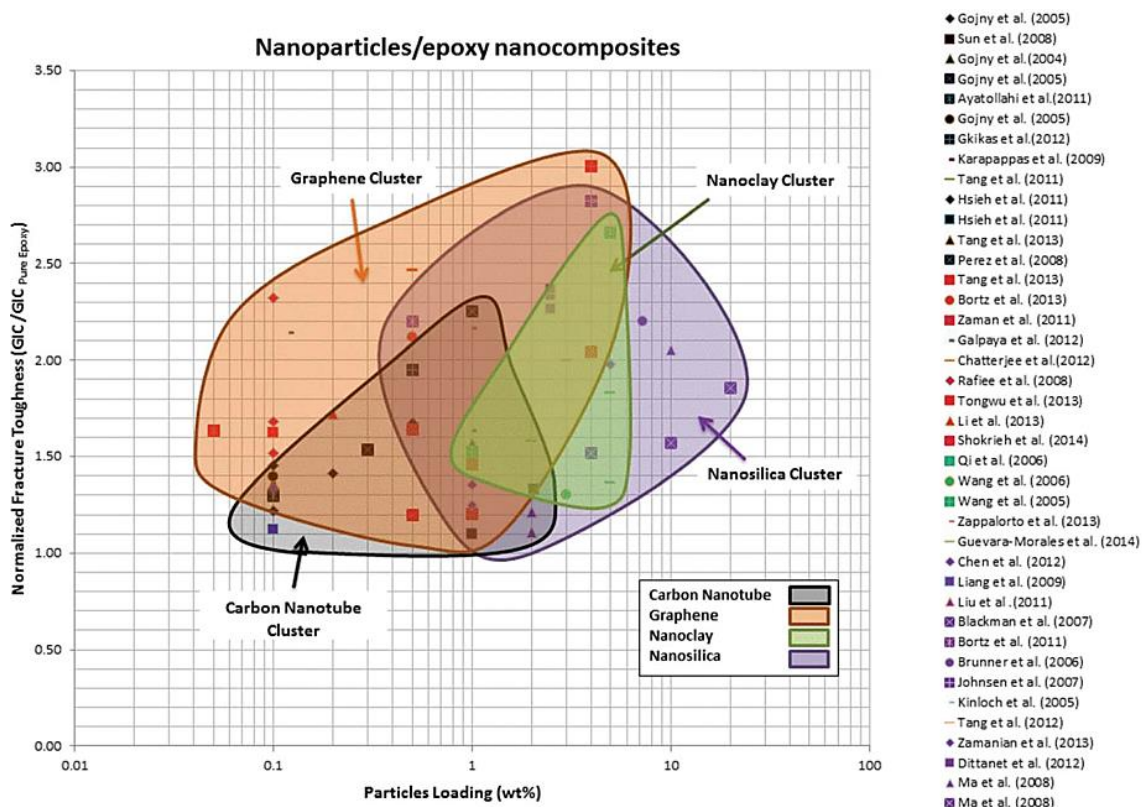 Nanoparticles/epoxy nanocomposites
3.50
3.00
2.50
2.00
1.50
1.00
0.50
0.00
Normalized Fracture Toughness (GIC /GIC Pure Epoxy)
0.01
0.1
1
10
100
Particles Loading (wt%)
Graphene Cluster
Nanoclay Cluster
Nanosilica Cluster
Carbon Nanotube
Cluster
Carbon Nanotube
Graphene
Nanoclay
Nanosilica
Gojny et al. (2005)
Sun et al. (2008)
Gojny et al. (2004)
Gojny et al. (2005)
Ayatollahi et al.(2011)
Gojny et al. (2005)
Gkikas et al.(2012)
Karapappas et al. (2009)
Tang et al. (2011)
Hsieh et al. (2011)
Hsieh et al. (2011)
Tang et al. (2013)
Perez et al. (2008)
Tang et al. (2013)
Bortz et al. (2013)
Zaman et al. (2011)
Galpaya et al. (2012)
Chatterjee et al.(2012)
Rafiee et al. (2008)
Tongwu et al. (2013)
Li et al. (2013)
Shokrieh et al. (2014)
Qi et al. (2006)
Wang et al. (2006)
Wang et al. (2005)
Zappalorto et al. (2013)
Guevara-Morales et al. (2014)
Chen et al. (2012)
Liang et al. (2009)
Liu et al .(2011)
Blackman et al. (2007)
Bortz et al. (2011)
Brunner et al. (2006)
Johnsen et al. (2007)
Kinloch et al. (2005)
Tang et al. (2012)
Zamanian et al. (2013)
Dittanet et al. (2012)
Ma et al. (2008)
Ma et al. (2008)